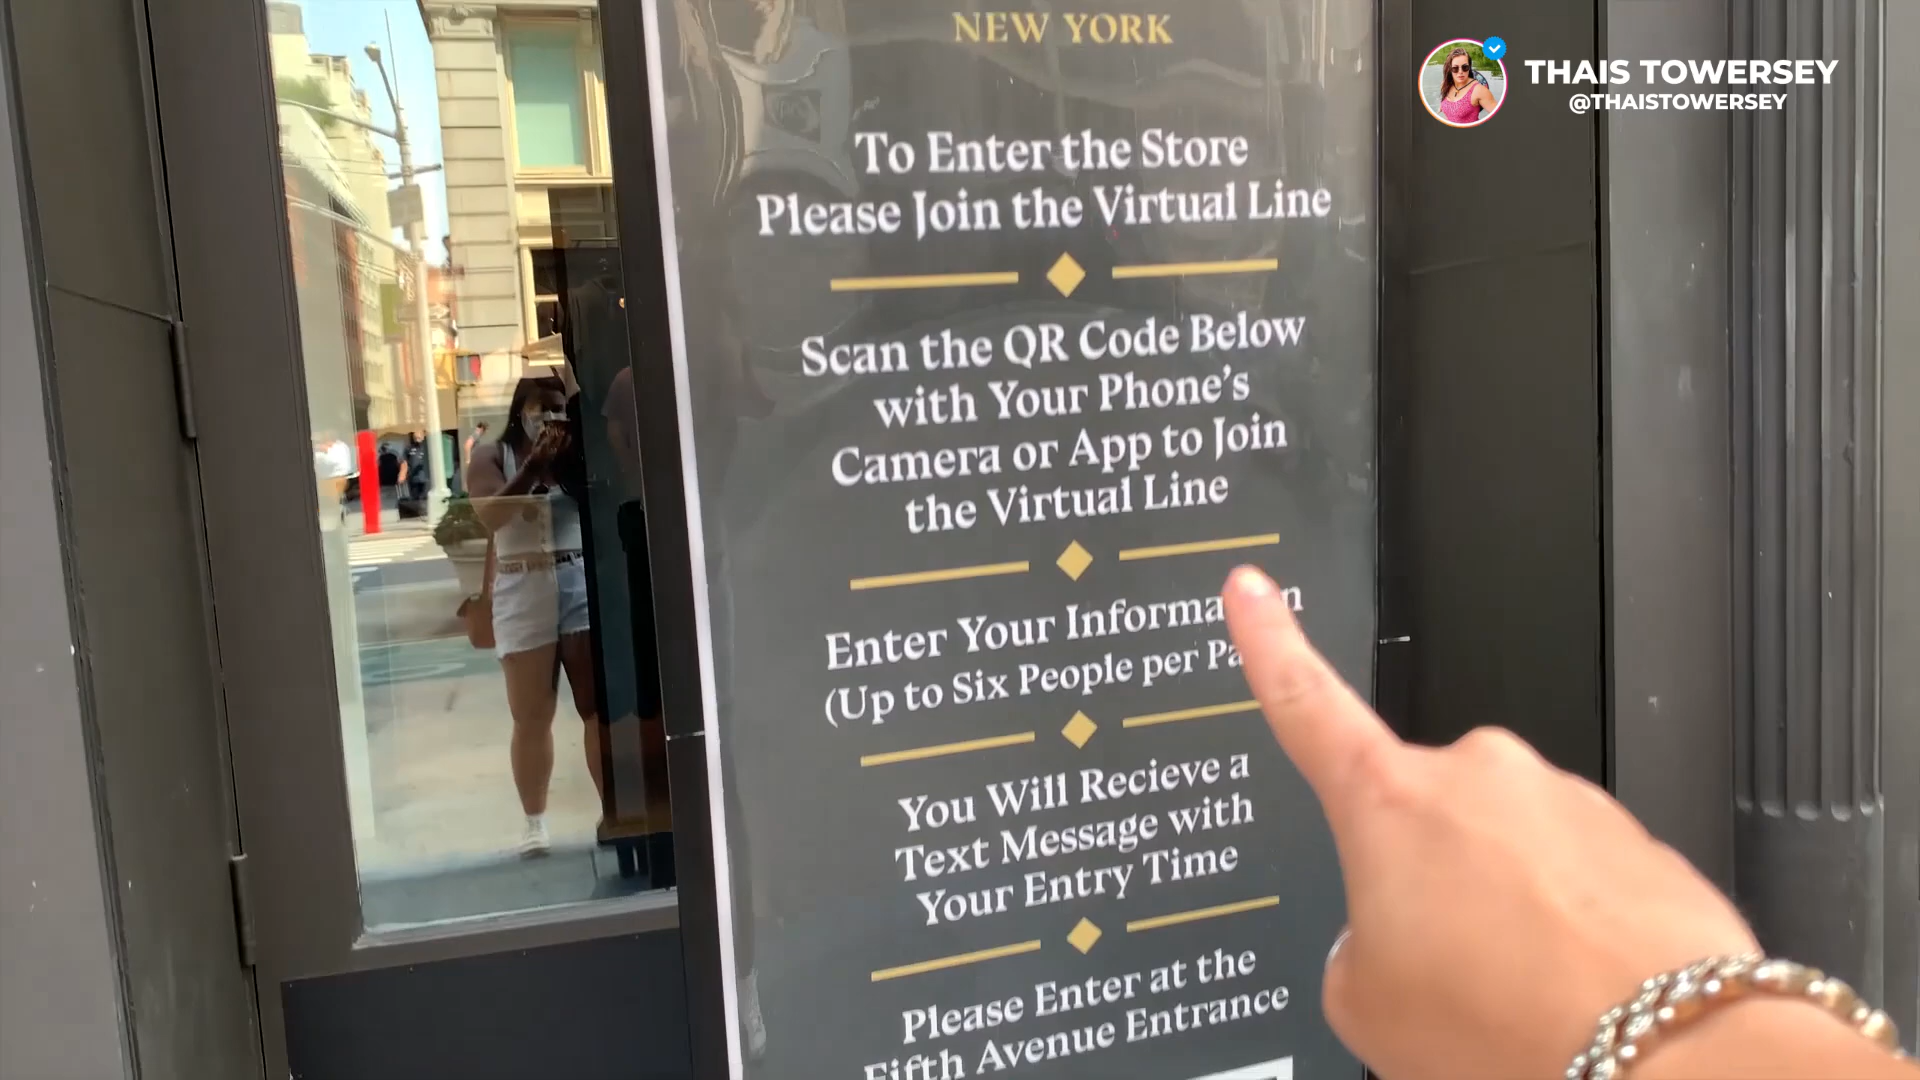 NEW YORK
THAIS TOWERSEY
@THAISTOWERSEY
To Enter the Store
Please Join the Virtual Line
Scan the QR Code Below
with Your Phone's
Camera or App to Join
the Virtual Line
Enter Your
(Up to Six People per
You Will Recieve a
Text Message with
Your Entry Time
Please Enter at the
Fifth Avenue Entrance